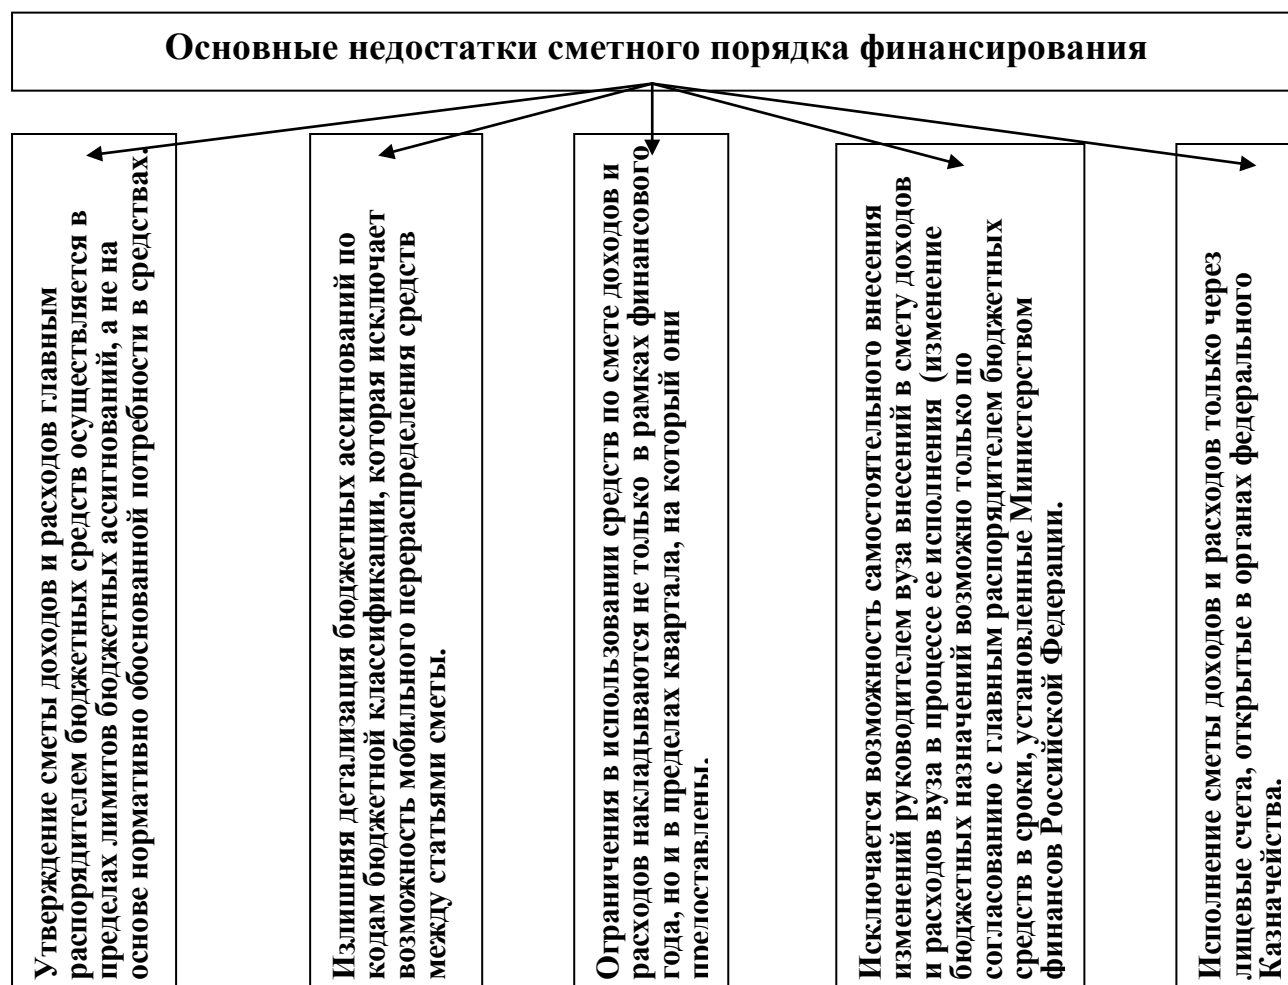 Основные недостатки сметного порядка финансирования
Утверждение сметы доходов и расходов главным
распорядителем бюджетных средств осуществляется в
пределах лимитов бюджетных ассигнований, а не на
основе нормативно обоснованной потребности в средствах.
Излишняя детализация бюджетных ассигнований по
кодам бюджетной классификации, которая исключает
возможность мобильного перераспределения средств
между статьями сметы.
Ограничения в использовании средств по смете доходов и
расходов накладываются не только в рамках финансового
года, но и в пределах квартала, на который они
предоставлены.
Исключается возможность самостоятельного внесения
изменений руководителем вуза внесений в смету доходов
и расходов вуза в процессе ее исполнения (изменение
бюджетных назначений возможно только по
согласованию с главным распорядителем бюджетных
средств в сроки, установленные Министерством
финансов Российской Федерации.
Исполнение сметы доходов и расходов только через
лицевые счета, открытые в органах федерального
Казначейства.